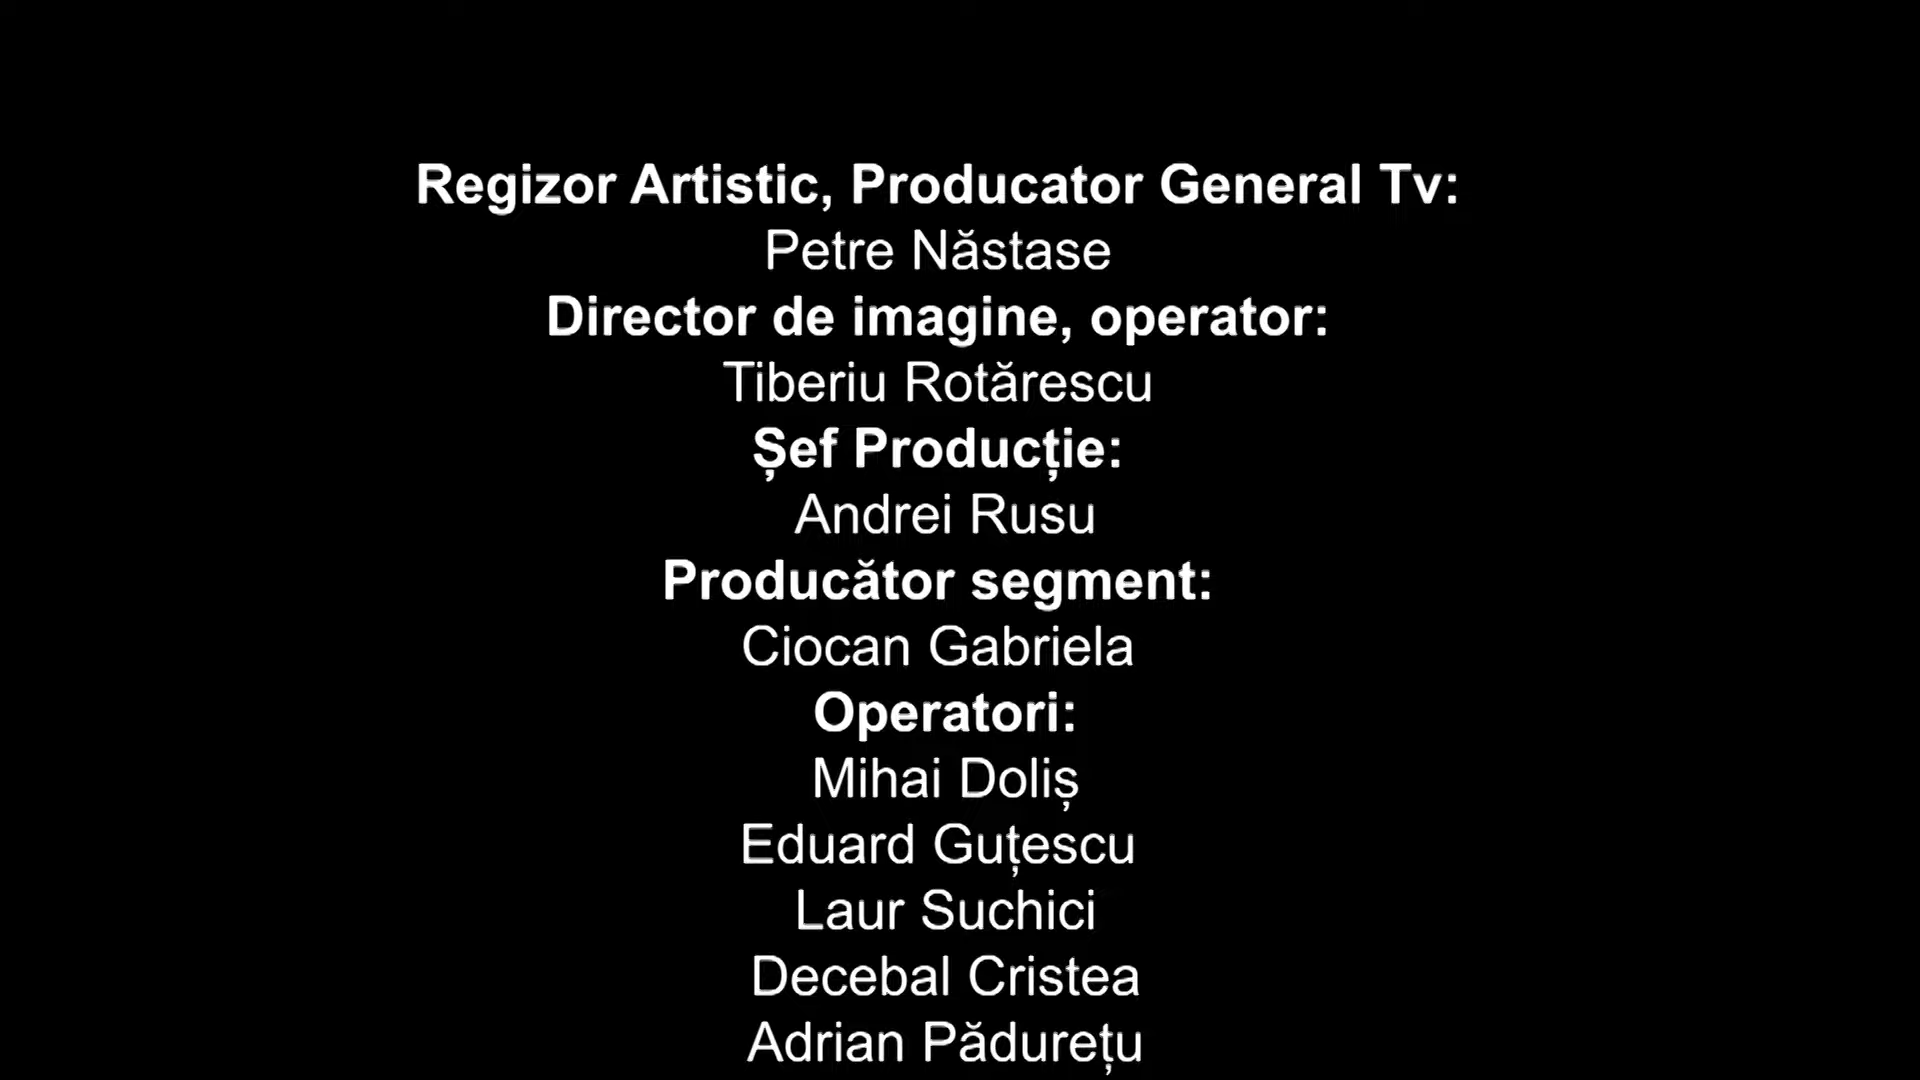 Regizor Artistic, Producator General Tv:
Petre Năstase
Director de imagine, operator:
Tiberiu Rotărescu
Șef Producție:
Andrei Rusu
Producător segment:
Ciocan Gabriela
Operatori:
Mihai Doliș
Eduard Guțescu
Laur Suchici
Decebal Cristea
Adrian Pădurețu